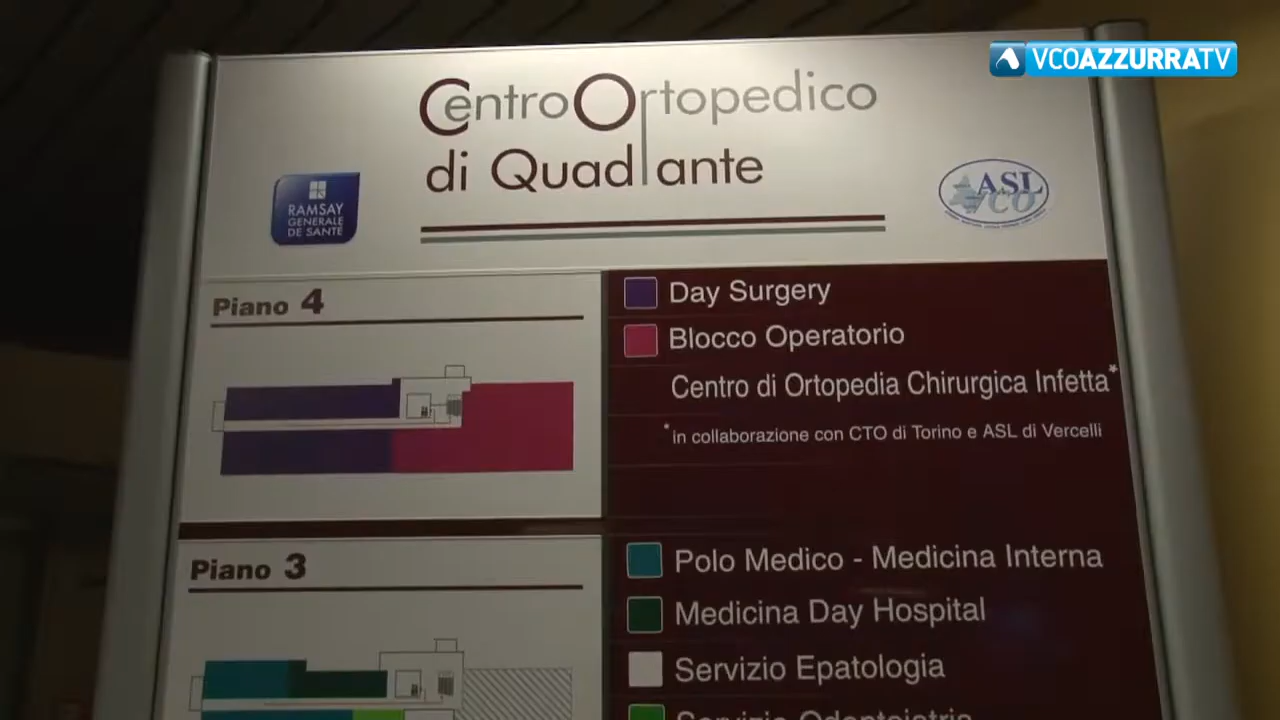 VCOAZZURRATV
Centro Ortopedico
di Quadrante
RAMSAY
GENERALE
DE SANTÉ
ASL
VCO
Piano 4
Day Surgery
Blocco Operatorio
Centro di Ortopedia Chirurgica Infetta*
*in collaborazione con CTO di Torino e ASL di Vercelli
Piano 3
Polo Medico - Medicina Interna
Medicina Day Hospital
Servizio Epatologia
Servizio Odontoiatria